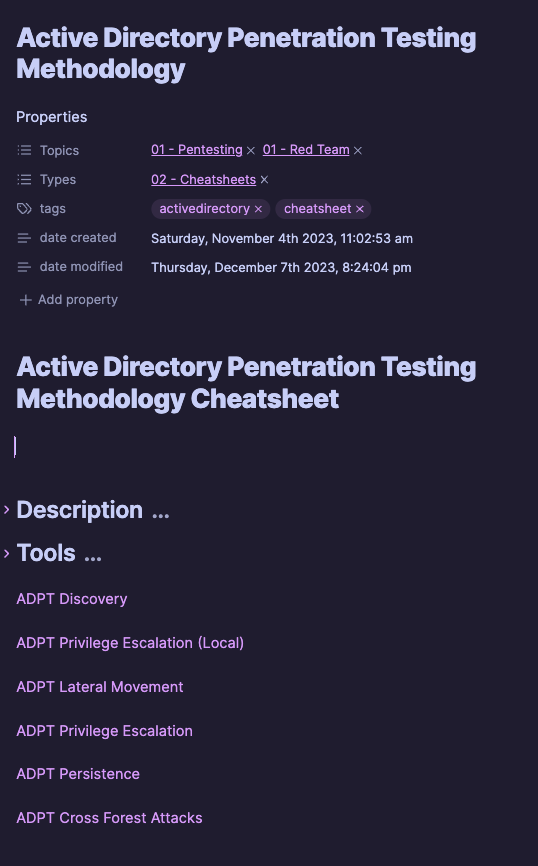 Active Directory Penetration Testing
Methodology
Properties
Topics 01 - Pentesting × 01 - Red Team ×
Types 02 - Cheatsheets ×
tags activedirectory × cheatsheet ×
date created Saturday, November 4th 2023, 11:02:53 am
date modified Thursday, December 7th 2023, 8:24:04 pm
+ Add property
Active Directory Penetration Testing
Methodology Cheatsheet
Description ...
Tools ...
ADPT Discovery
ADPT Privilege Escalation (Local)
ADPT Lateral Movement
ADPT Privilege Escalation
ADPT Persistence
ADPT Cross Forest Attacks